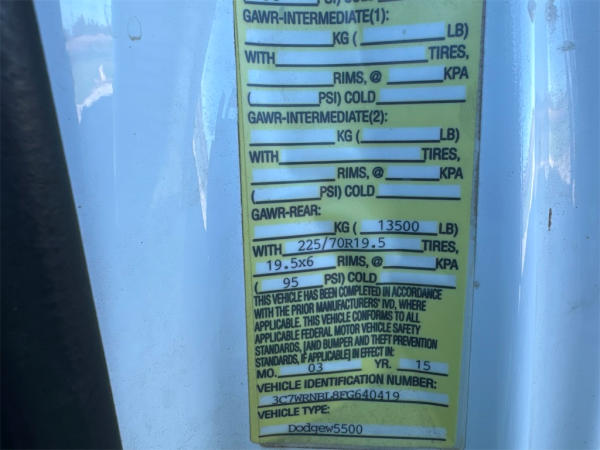 GAWR-INTERMEDIATE(1):
KG ( LB)
WITH TIRES,
RIMS, @ KPA
( PSI) COLD
GAWR-INTERMEDIATE(2):
KG ( LB)
WITH TIRES,
RIMS, @ KPA
( PSI) COLD
GAWR-REAR:
KG ( 13500 LB)
WITH 225/70R19.5 TIRES,
19.5x6 RIMS, @ KPA
( 95 PSI) COLD
THIS VEHICLE HAS BEEN COMPLETED IN ACCORDANCE
WITH THE PRIOR MANUFACTURERS' IVD, WHERE
APPLICABLE. THIS VEHICLE CONFORMS TO ALL
APPLICABLE FEDERAL MOTOR VEHICLE SAFETY
STANDARDS, [AND BUMPER AND THEFT PREVENTION
STANDARDS, IF APPLICABLE] IN EFFECT IN:
MO. 03 YR. 15
VEHICLE IDENTIFICATION NUMBER:
3C7WRNBL8FG640419
VEHICLE TYPE:
Dodgew5500